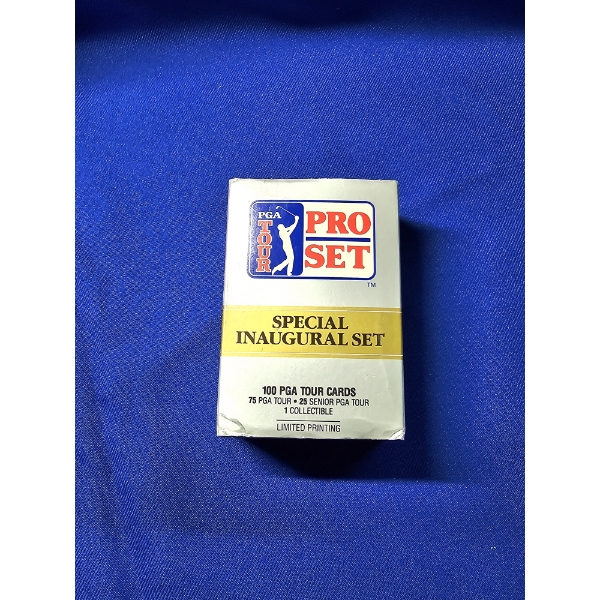 PGA
TOUR
PRO
SET
TM
SPECIAL
INAUGURAL SET
100 PGA TOUR CARDS
75 PGA TOUR • 25 SENIOR PGA TOUR
1 COLLECTIBLE
LIMITED PRINTING